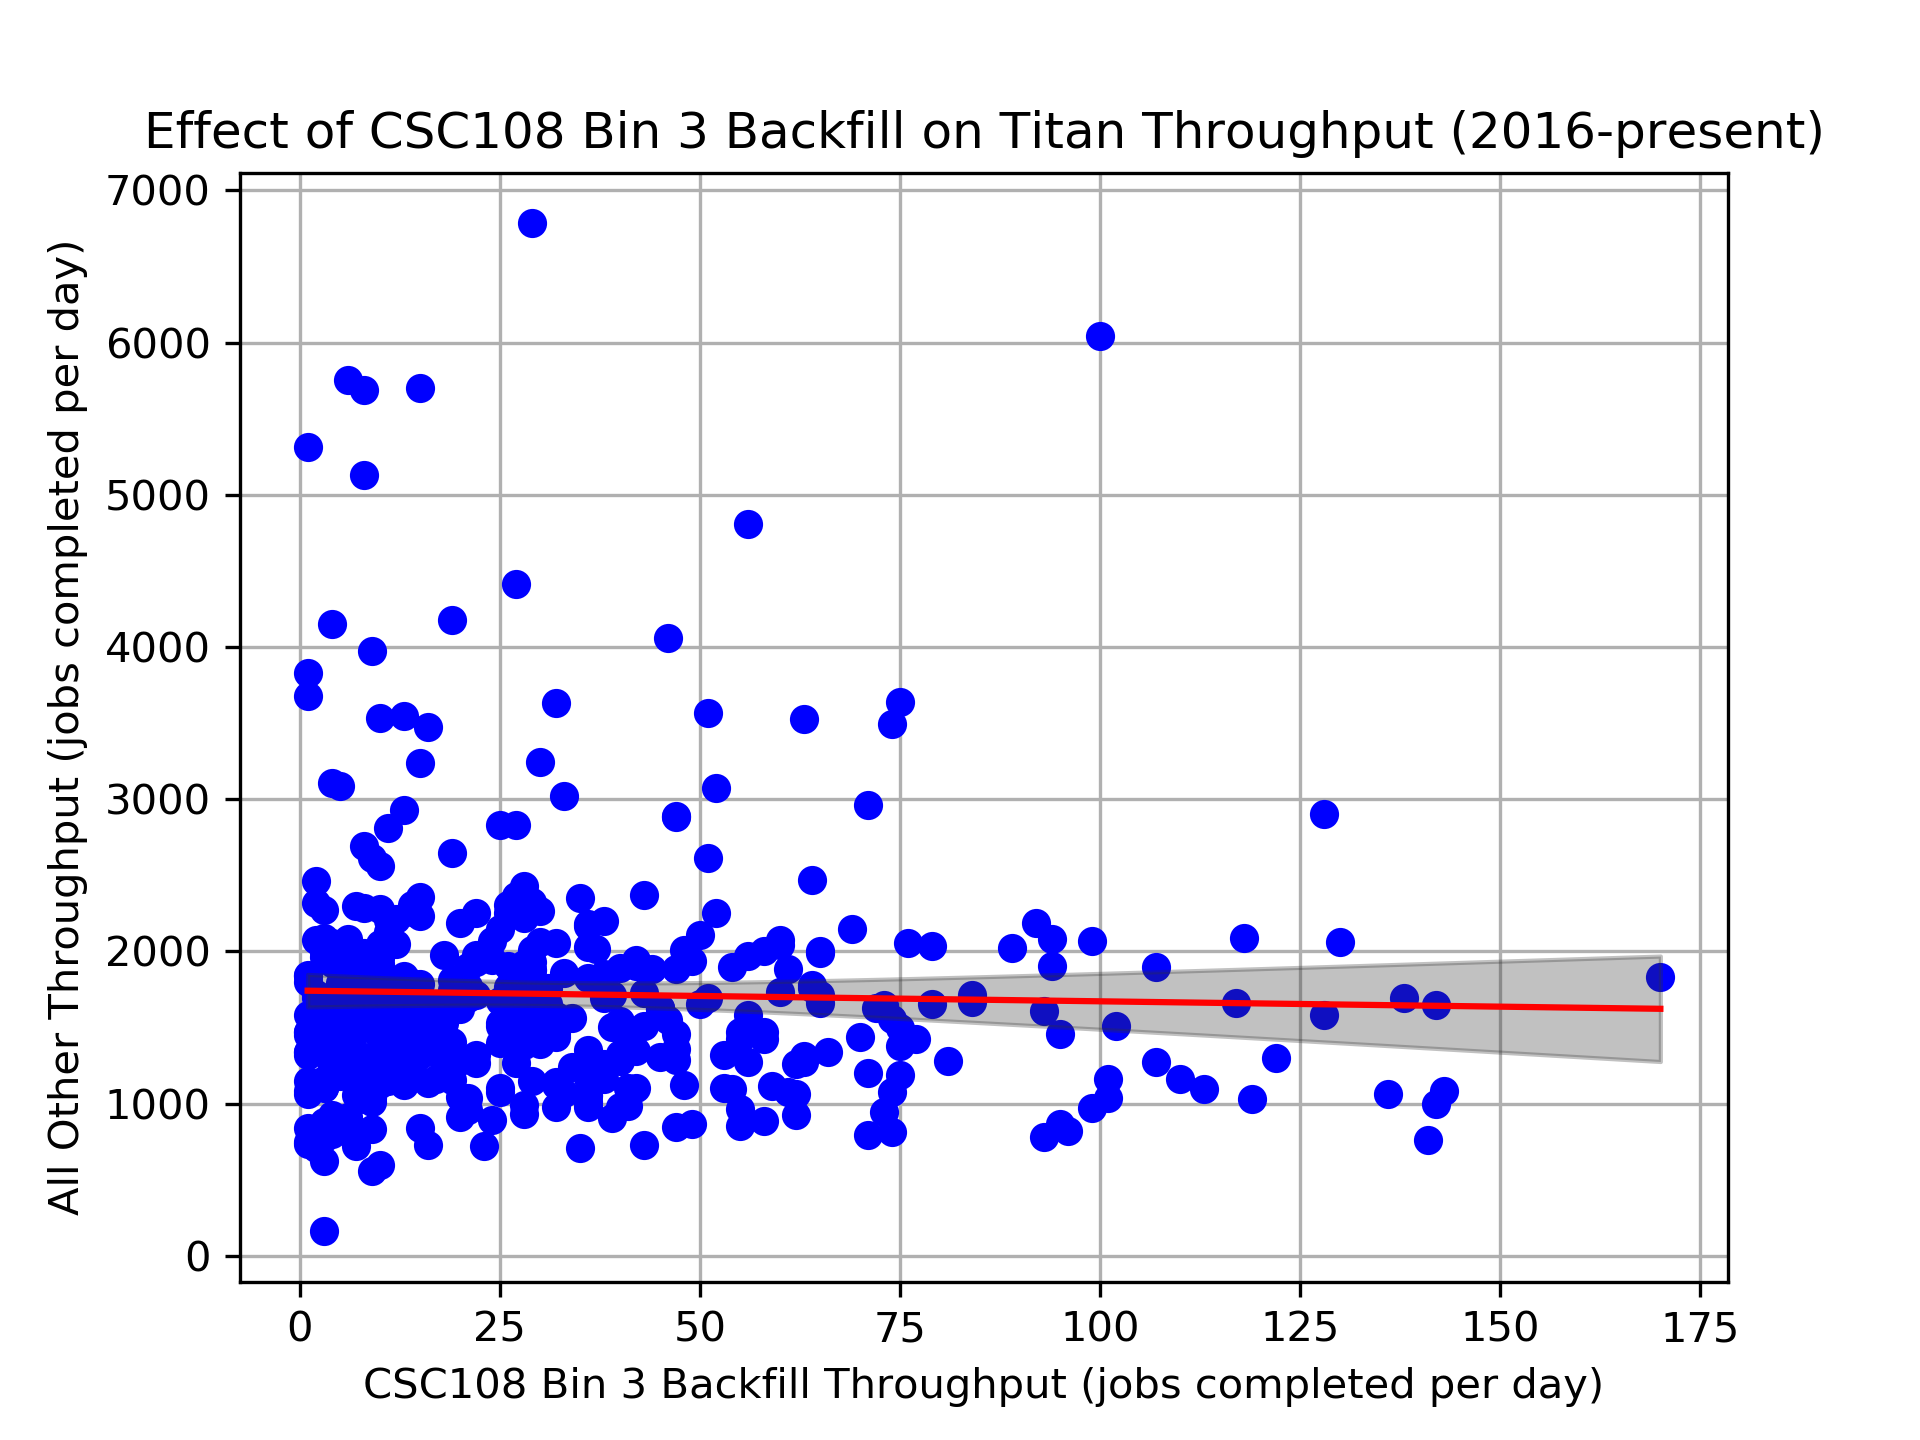 Effect of CSC108 Bin 3 Backfill on Titan Throughput (2016-present)
All Other Throughput (jobs completed per day)
7000
6000
5000
4000
3000
2000
1000
0
0 25 50 75 100 125 150 175
CSC108 Bin 3 Backfill Throughput (jobs completed per day)